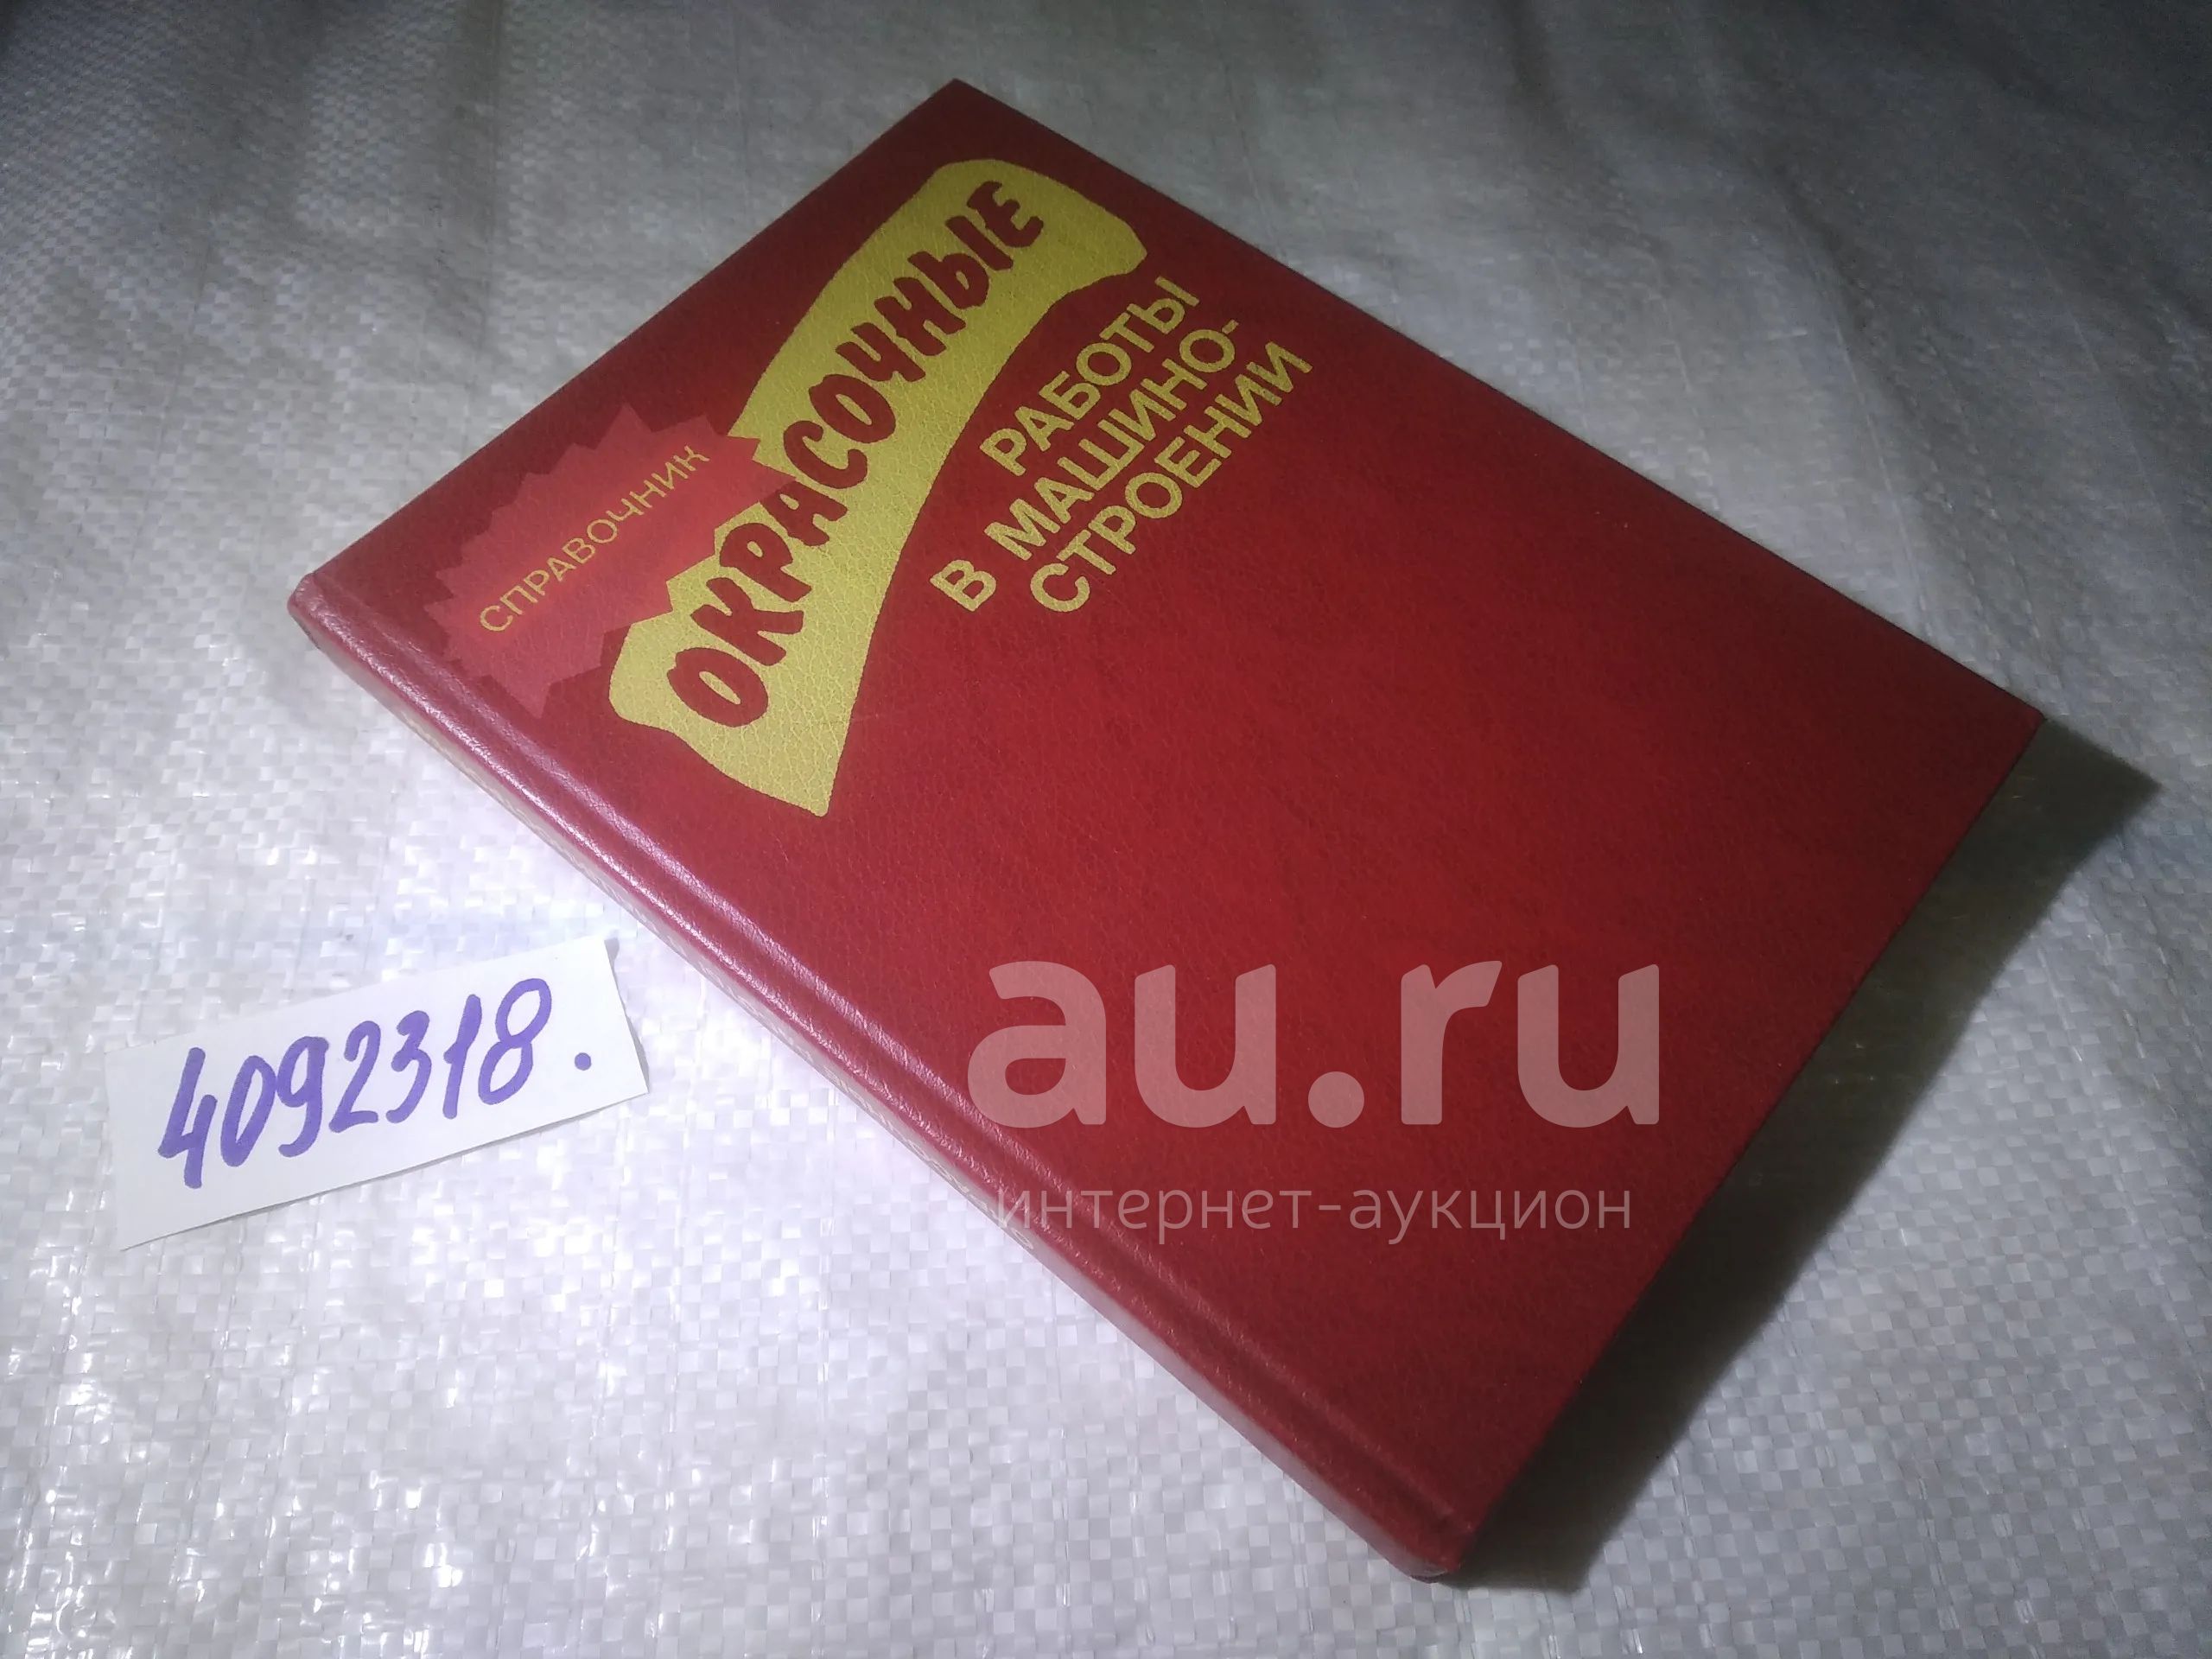 СПРАВОЧНИК
ОКРАСОЧНЫЕ
РАБОТЫ
В МАШИНО-
СТРОЕНИИ
4092318.
au.ru
интернет-аукцион